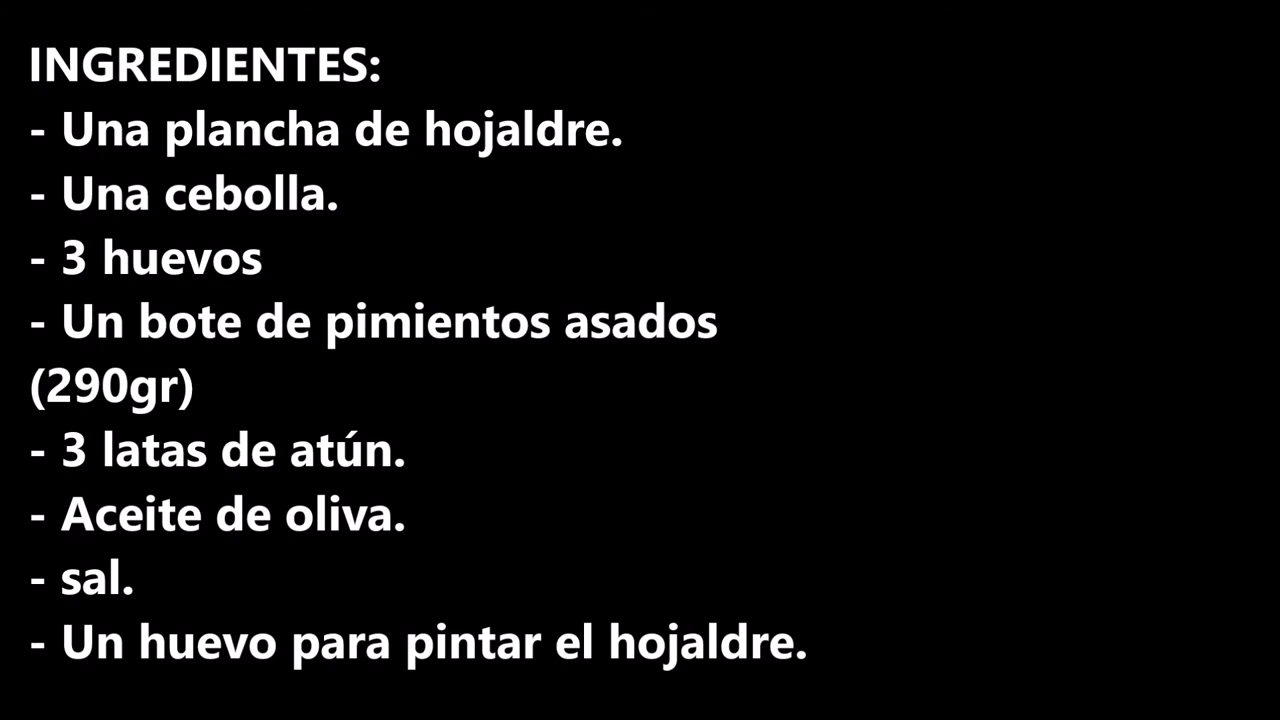 INGREDIENTES:
- Una plancha de hojaldre.
- Una cebolla.
- 3 huevos
- Un bote de pimientos asados
(290gr)
- 3 latas de atún.
- Aceite de oliva.
- sal.
- Un huevo para pintar el hojaldre.